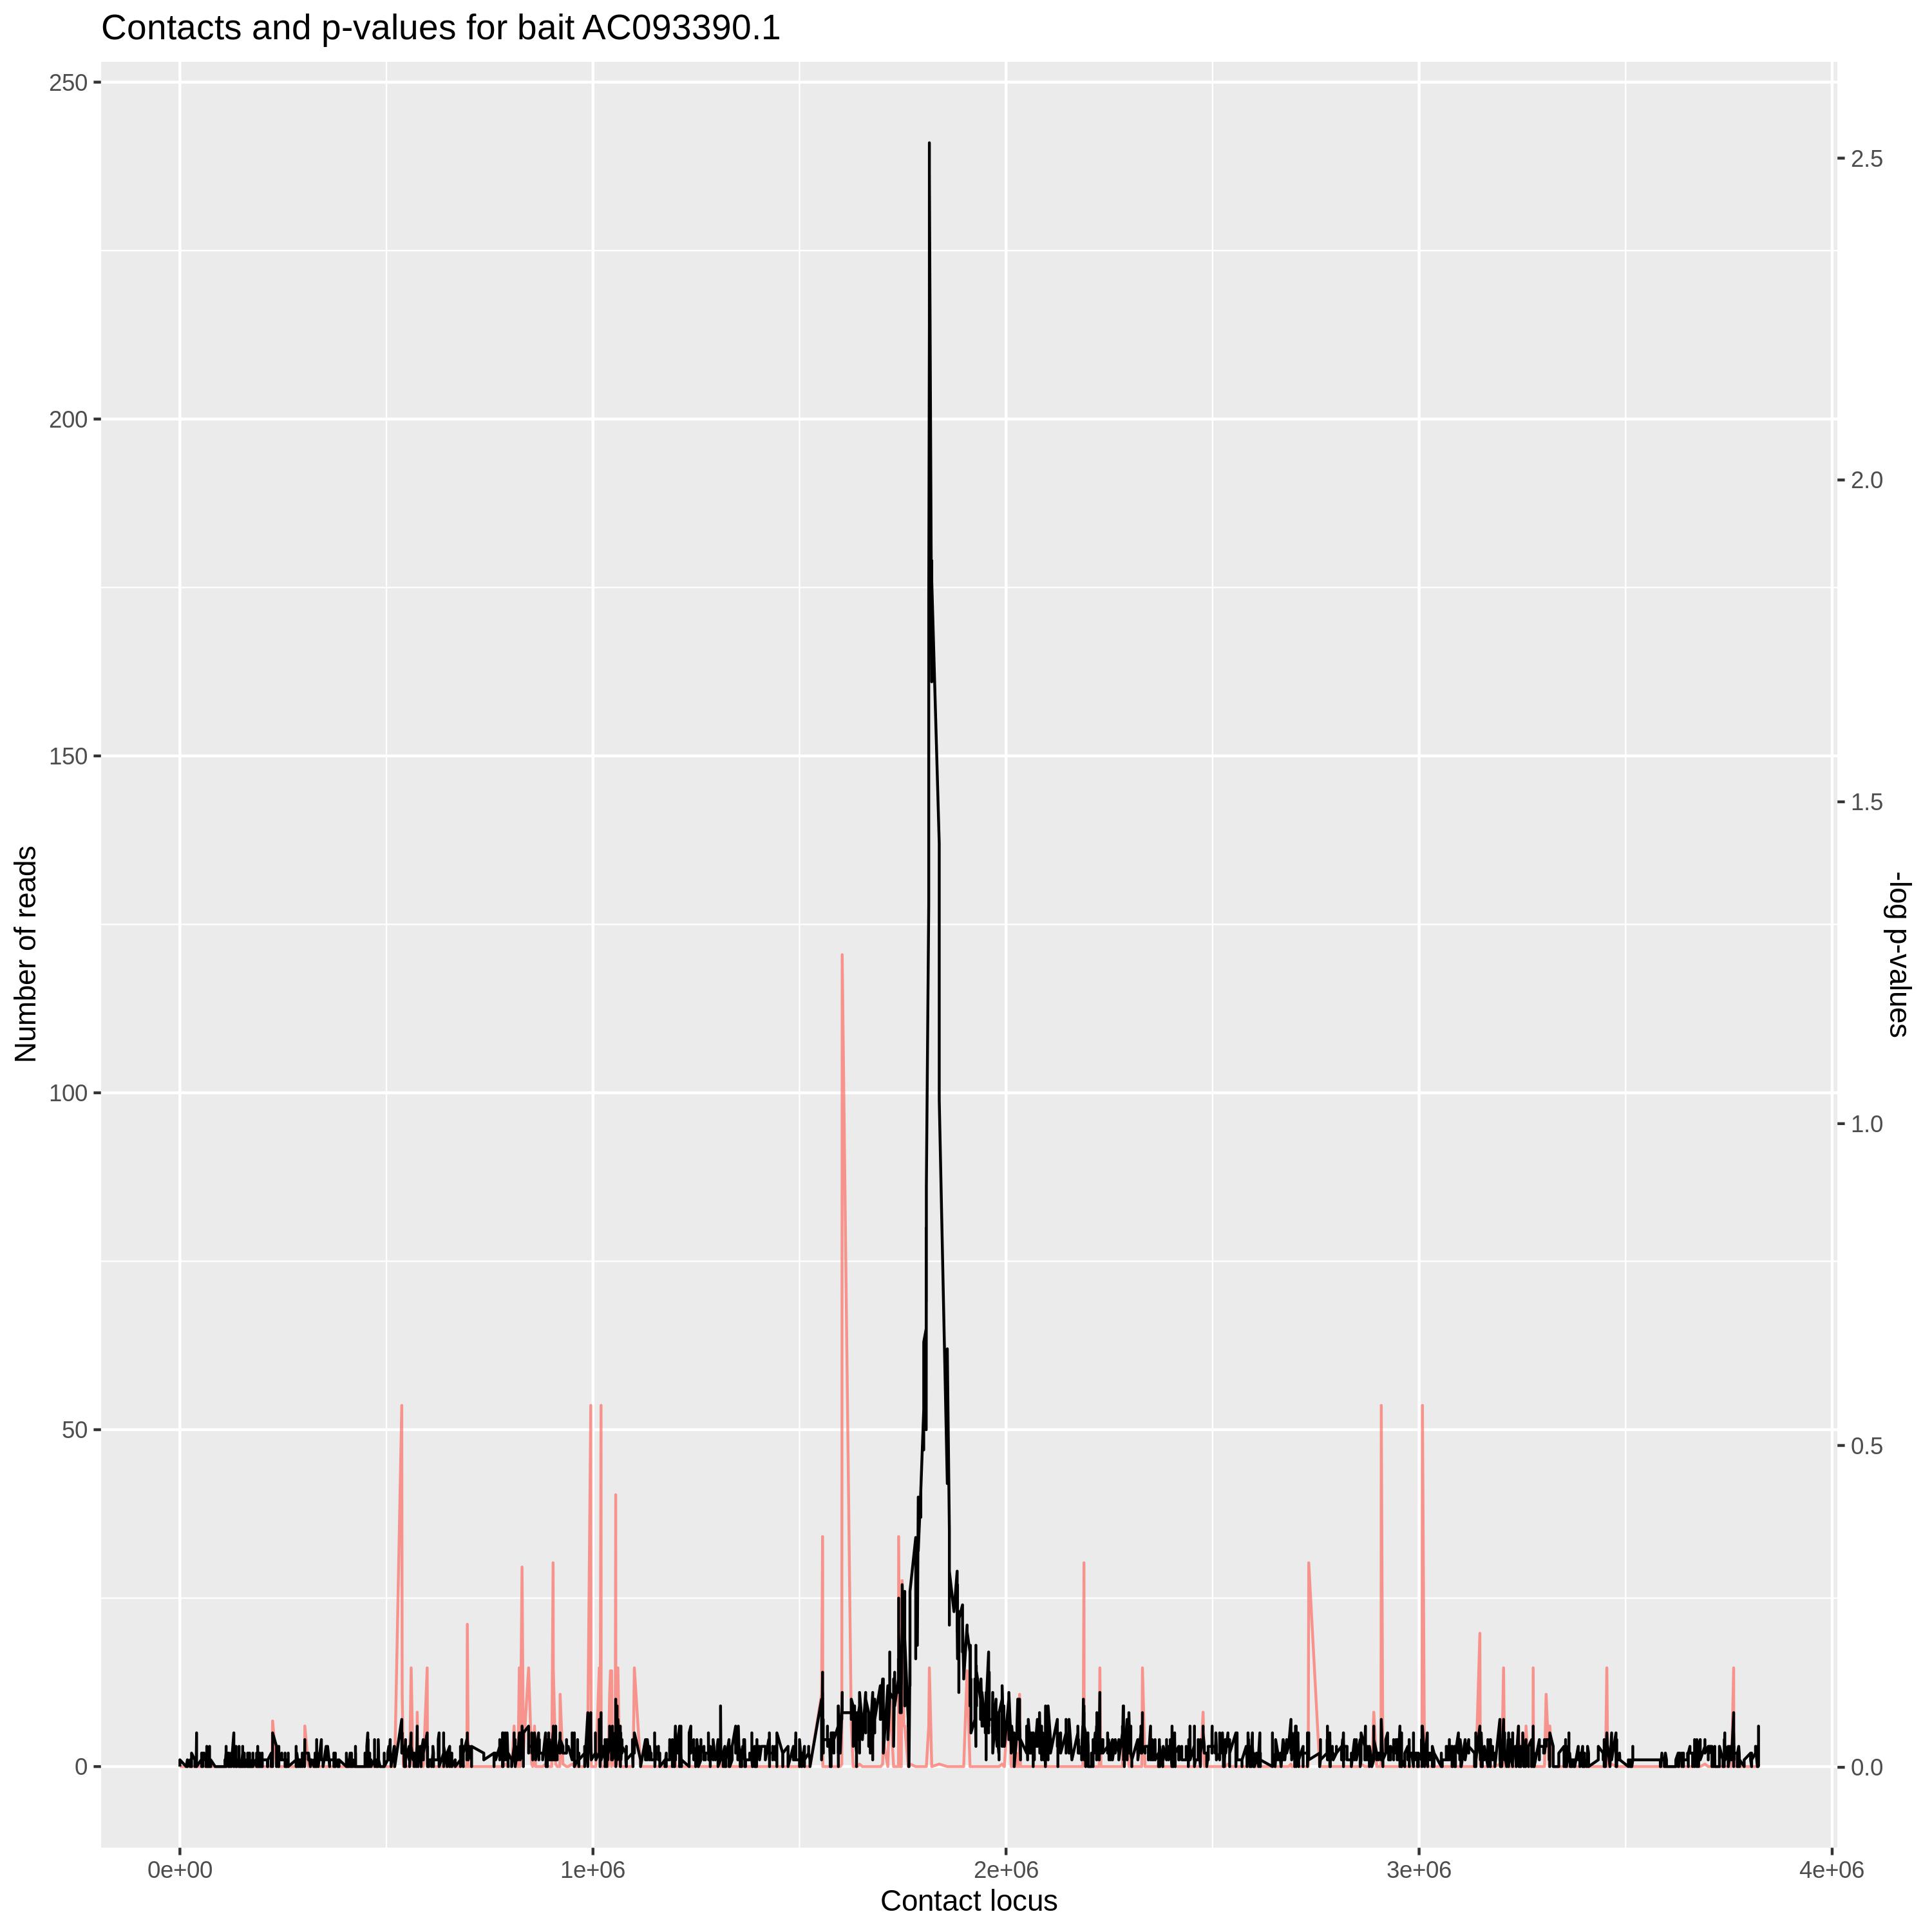 Contacts and p-values for bait AC093390.1
250
200
150
100
50
0
Number of reads
2.5
2.0
1.5
1.0
0.5
0.0
-log p-values
0e+00
1e+06
2e+06
3e+06
4e+06
Contact locus